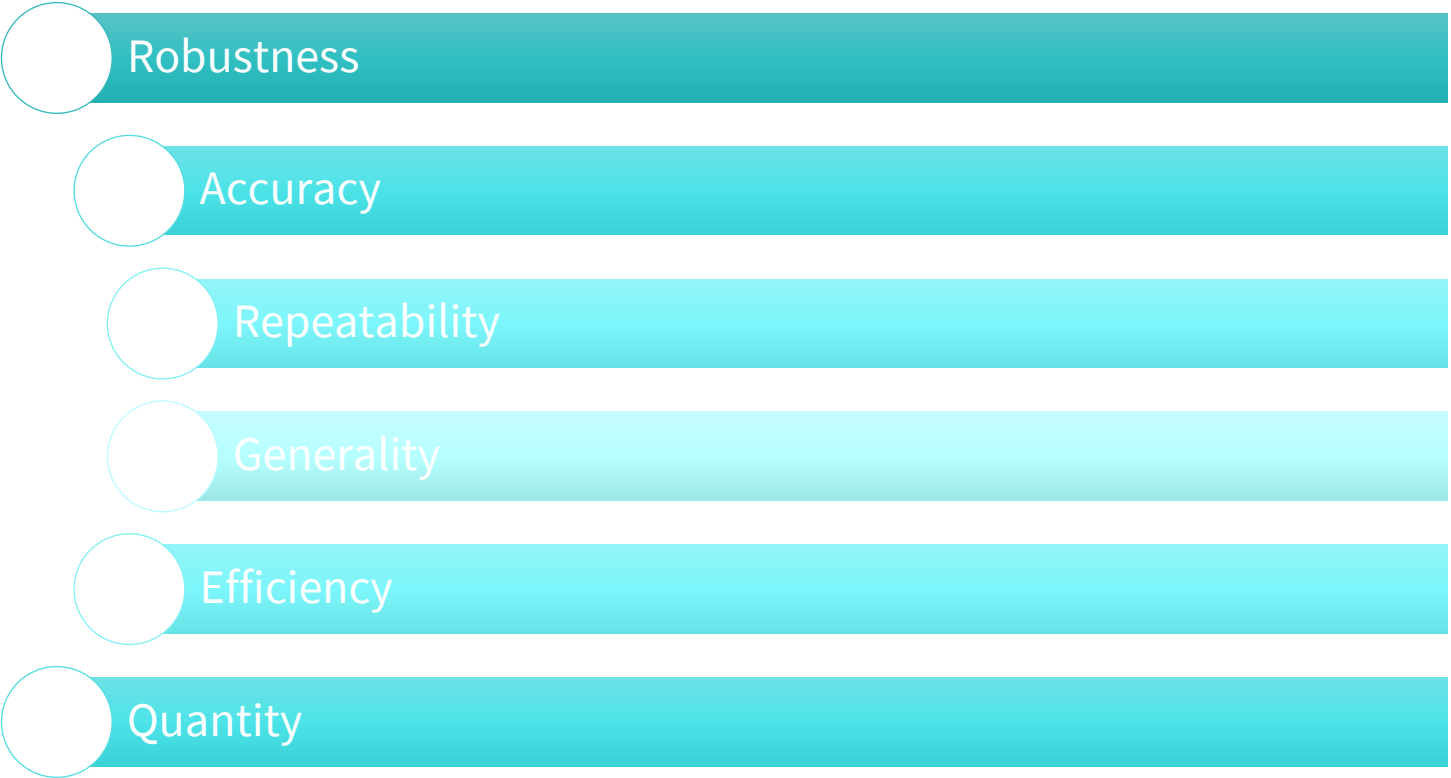 Robustness
Accuracy
Repeatability
Generality
Efficiency
Quantity